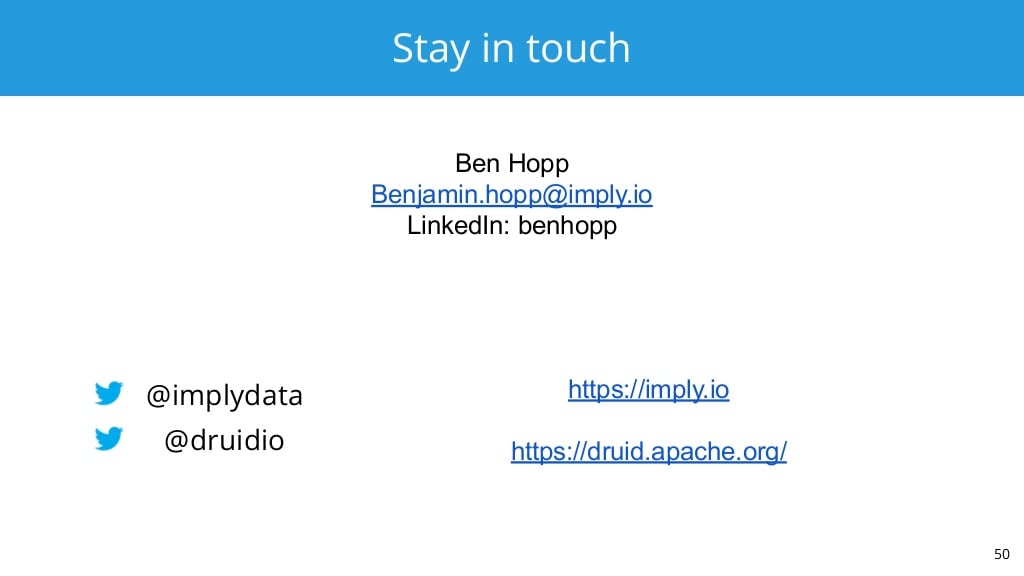 Stay in touch
Ben Hopp
Benjamin.hopp@imply.io
LinkedIn: benhopp
@implydata
@druidio
https://imply.io
https://druid.apache.org/
50